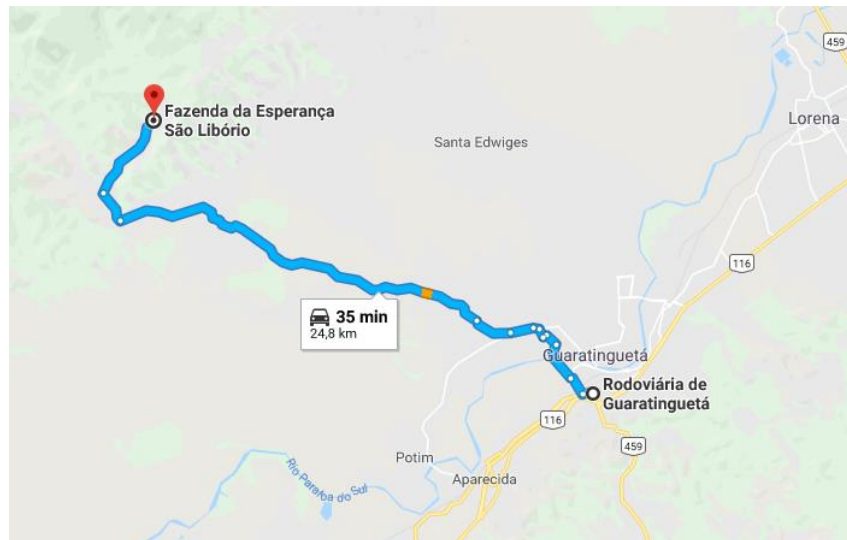 459
Lorena
Fazenda da Esperança
São Libório
Santa Edwiges
116
35 min
24,8 km
Guaratinguetá
Rodoviária de
Guaratinguetá
116
459
Potim
Aparecida
Rio Paraíba do Sul